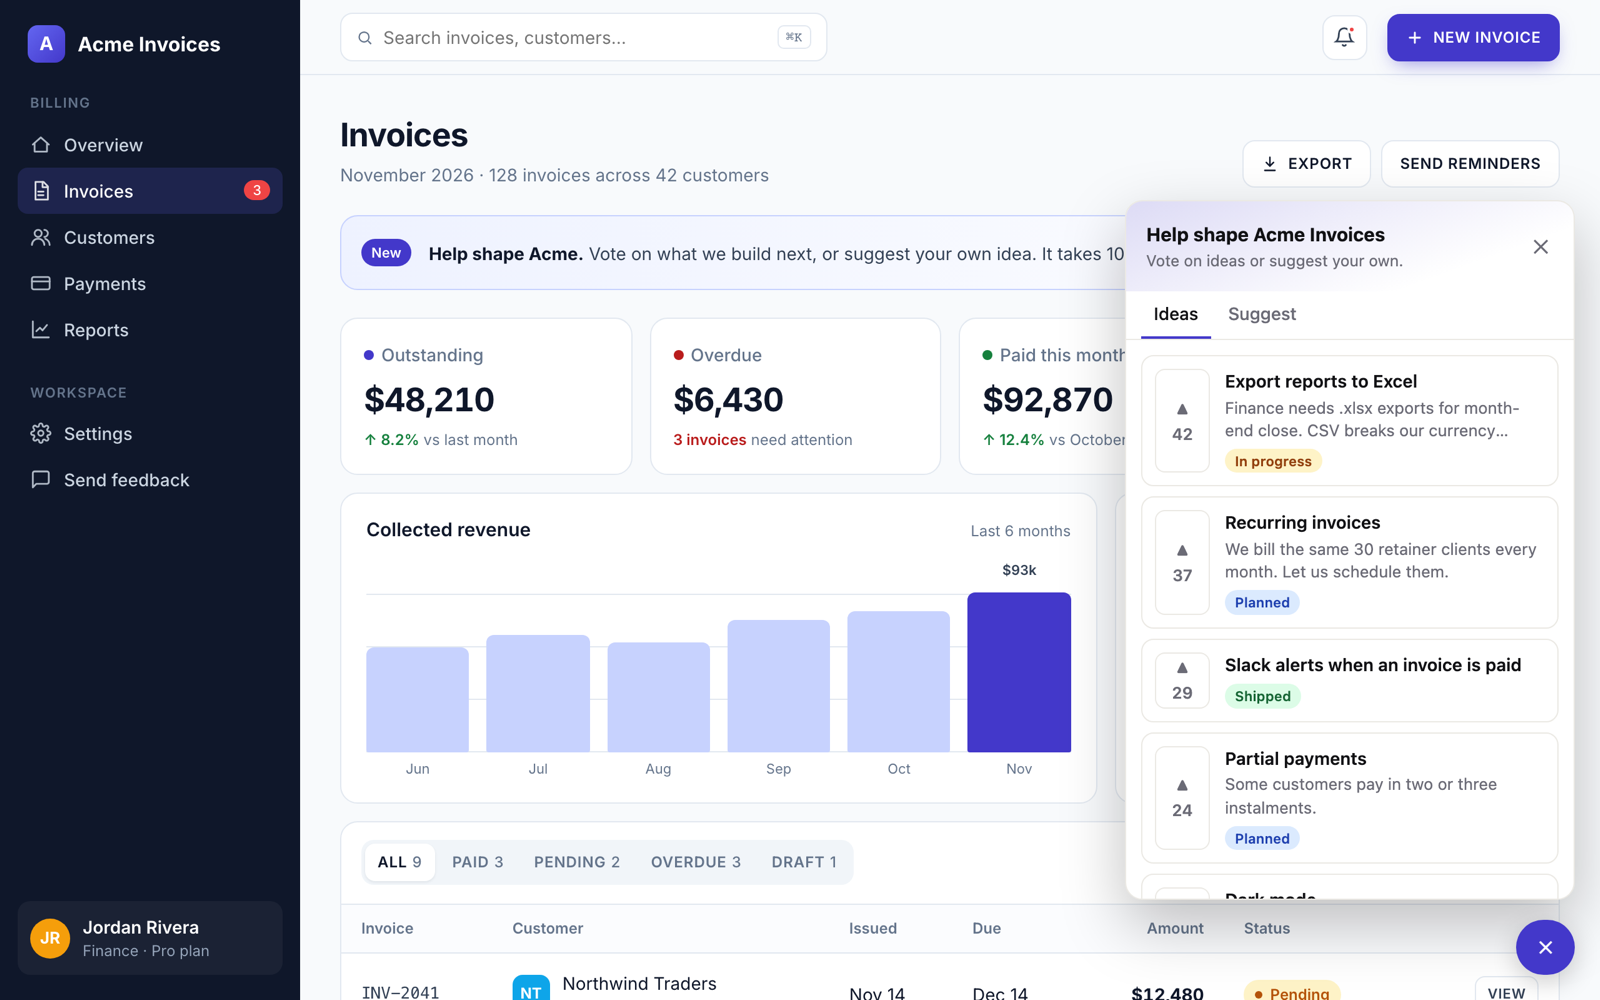 A
Acme Invoices
BILLING
Overview
Invoices
3
Customers
Payments
Reports
WORKSPACE
Settings
Send feedback
JR
Jordan Rivera
Finance · Pro plan
Search invoices, customers...
⌘K
NEW INVOICE
Invoices
November 2026 · 128 invoices across 42 customers
EXPORT
SEND REMINDERS
New
Help shape Acme. Vote on what we build next, or suggest your own idea. It takes 10
Outstanding
$48,210
↑ 8.2% vs last month
Overdue
$6,430
3 invoices need attention
Paid this month
$92,870
↑ 12.4% vs October
Collected revenue
Last 6 months
$93k
Jun
Jul
Aug
Sep
Oct
Nov
ALL 9
PAID 3
PENDING 2
OVERDUE 3
DRAFT 1
Invoice
Customer
Issued
Due
Amount
Status
INV-2041
NT
Northwind Traders
Nov 14
Dec 14
$12,480
Pending
VIEW
Help shape Acme Invoices
Vote on ideas or suggest your own.
Ideas
Suggest
▲
42
Export reports to Excel
Finance needs .xlsx exports for month-
end close. CSV breaks our currency...
In progress
▲
37
Recurring invoices
We bill the same 30 retainer clients every
month. Let us schedule them.
Planned
▲
29
Slack alerts when an invoice is paid
Shipped
▲
24
Partial payments
Some customers pay in two or three
instalments.
Planned
Dark mode